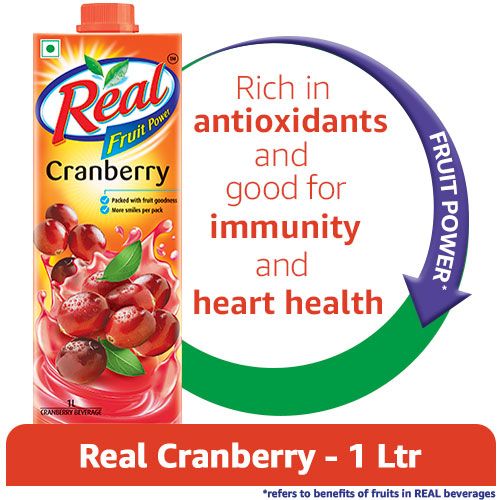 Real
TM
Fruit Power
Cranberry
Packed with fruit goodness
More smiles per pack
1L
CRANBERRY BEVERAGE
Rich in
antioxidants
and
good for
immunity
and
heart health
FRUIT POWER*
Real Cranberry - 1 Ltr
*refers to benefits of fruits in REAL beverages